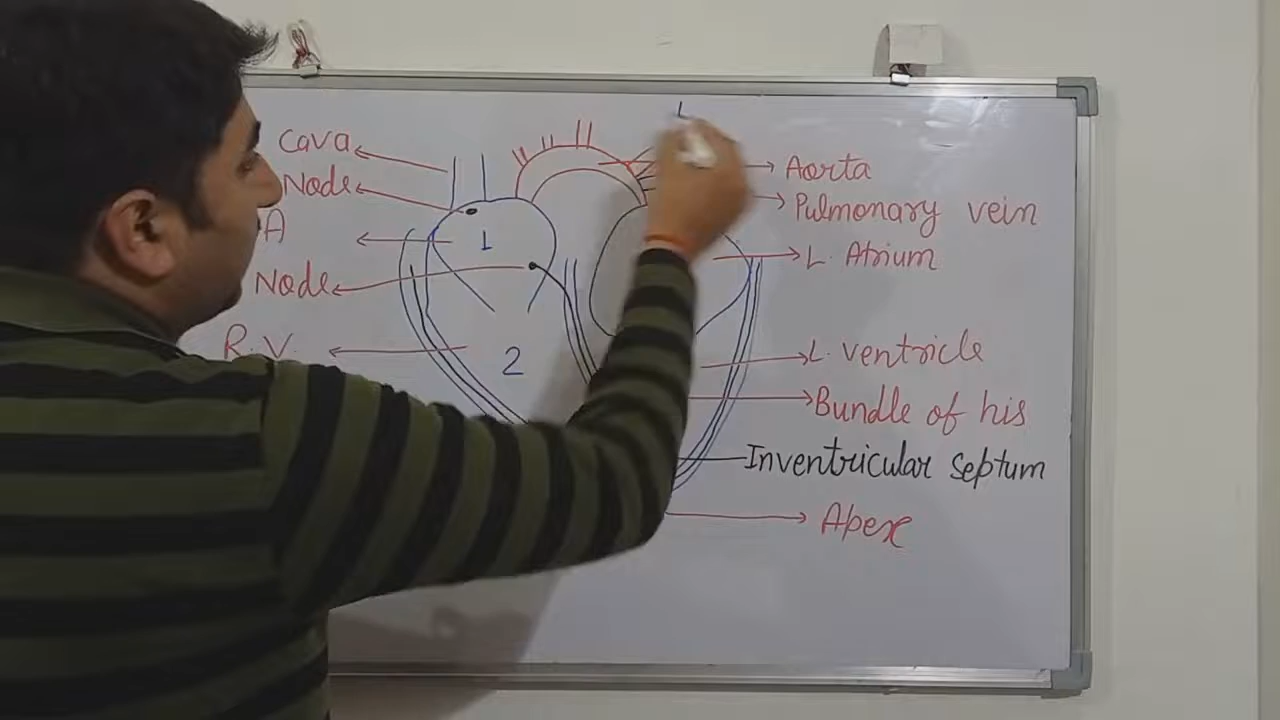 Cava
Node
A
Node
R.V.
1
2
L
Aorta
Pulmonary vein
L. Atrium
L. ventricle
Bundle of his
Inventricular Septum
Apex